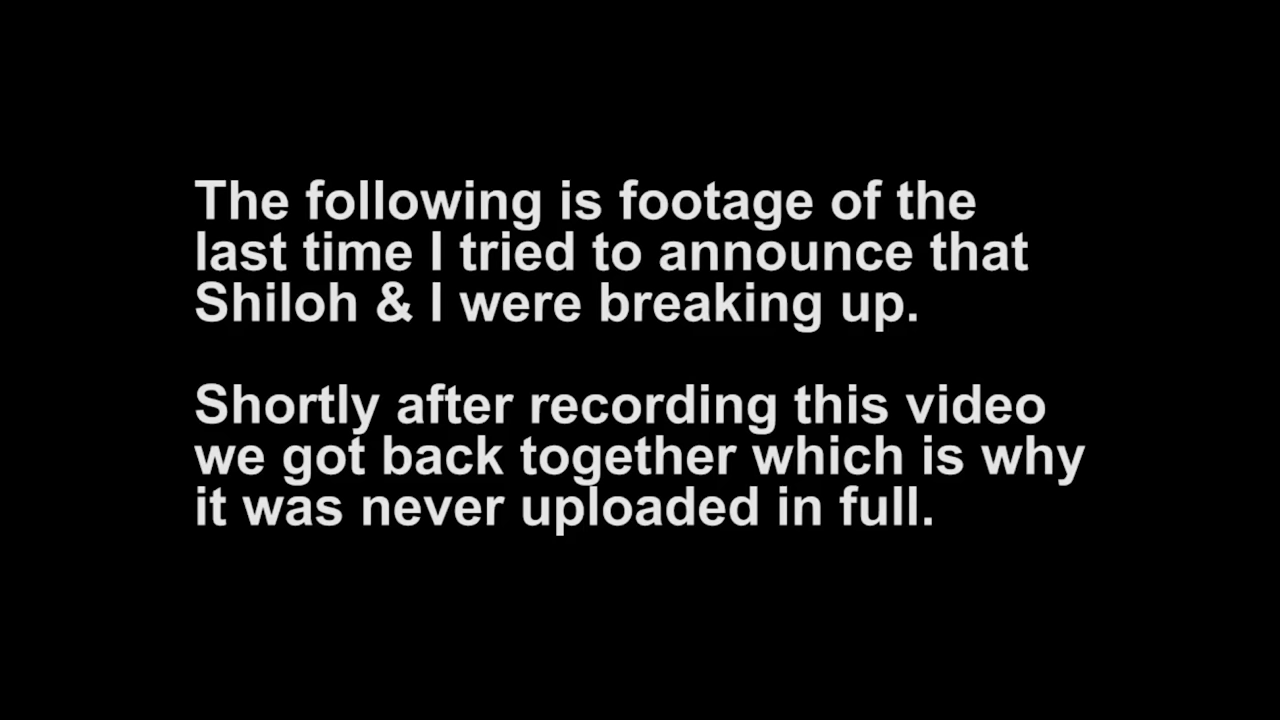 The following is footage of the
last time I tried to announce that
Shiloh & I were breaking up.
Shortly after recording this video
we got back together which is why
it was never uploaded in full.